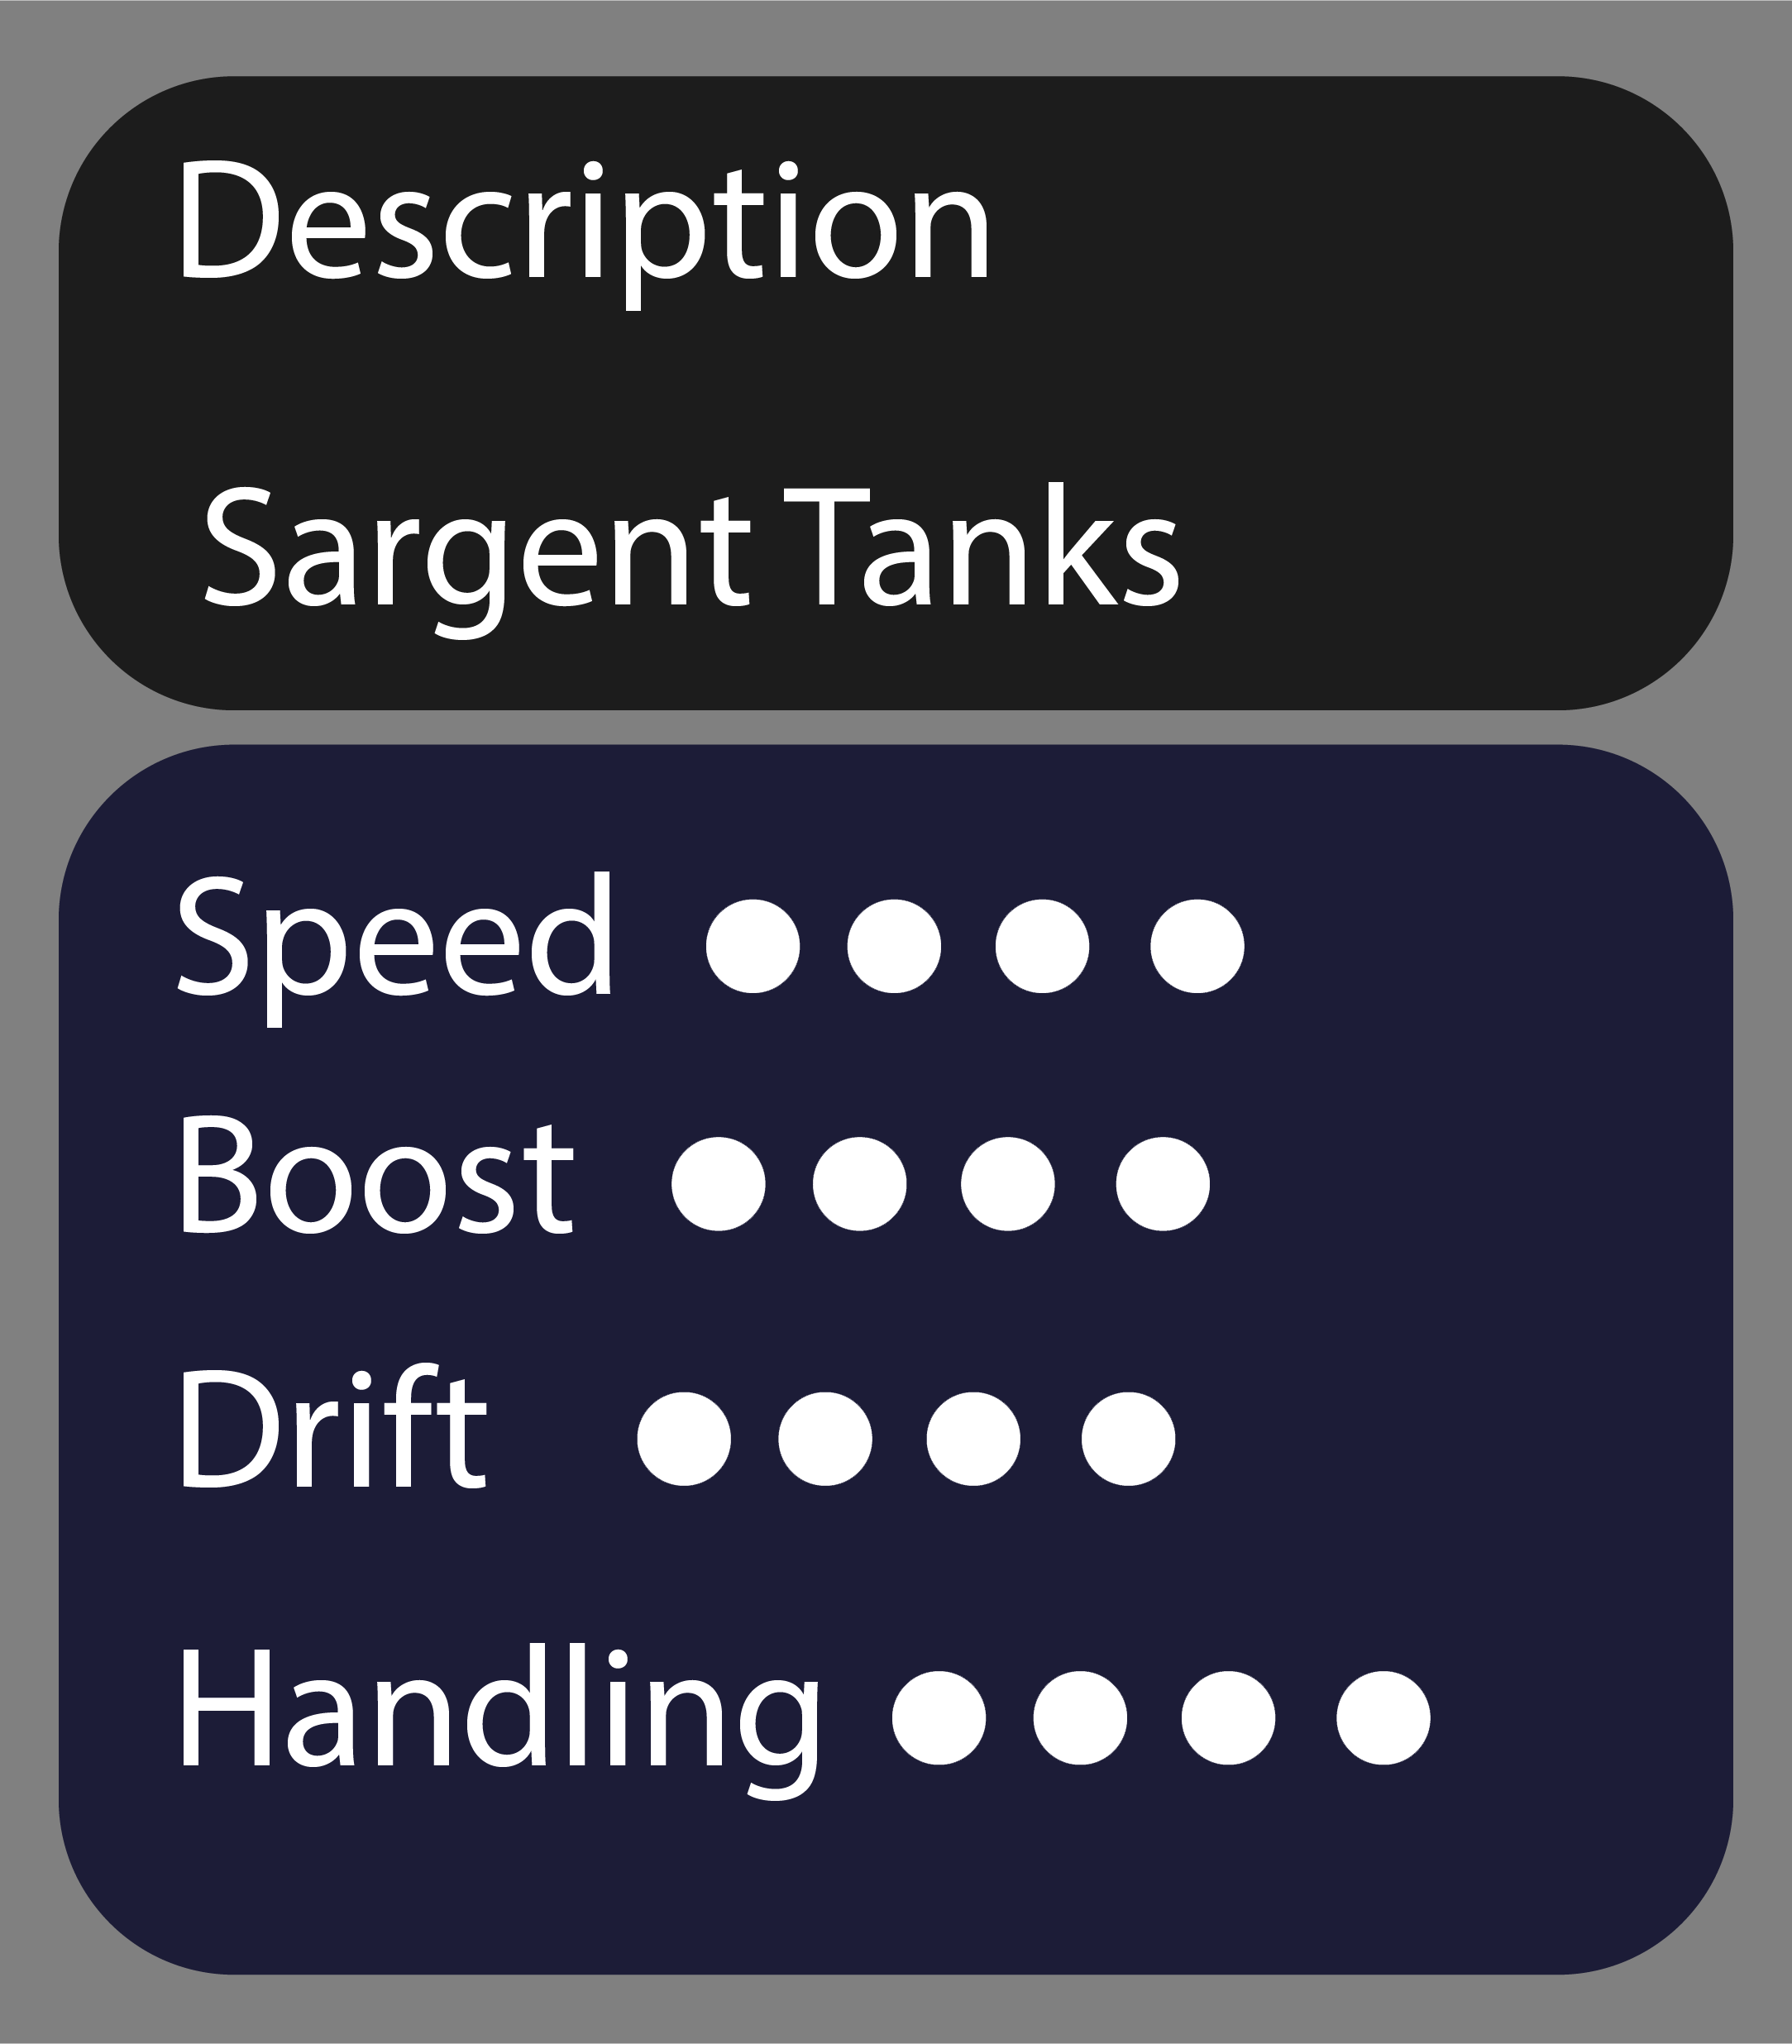 Description
Sargent Tanks
Speed
Boost
Drift
Handling